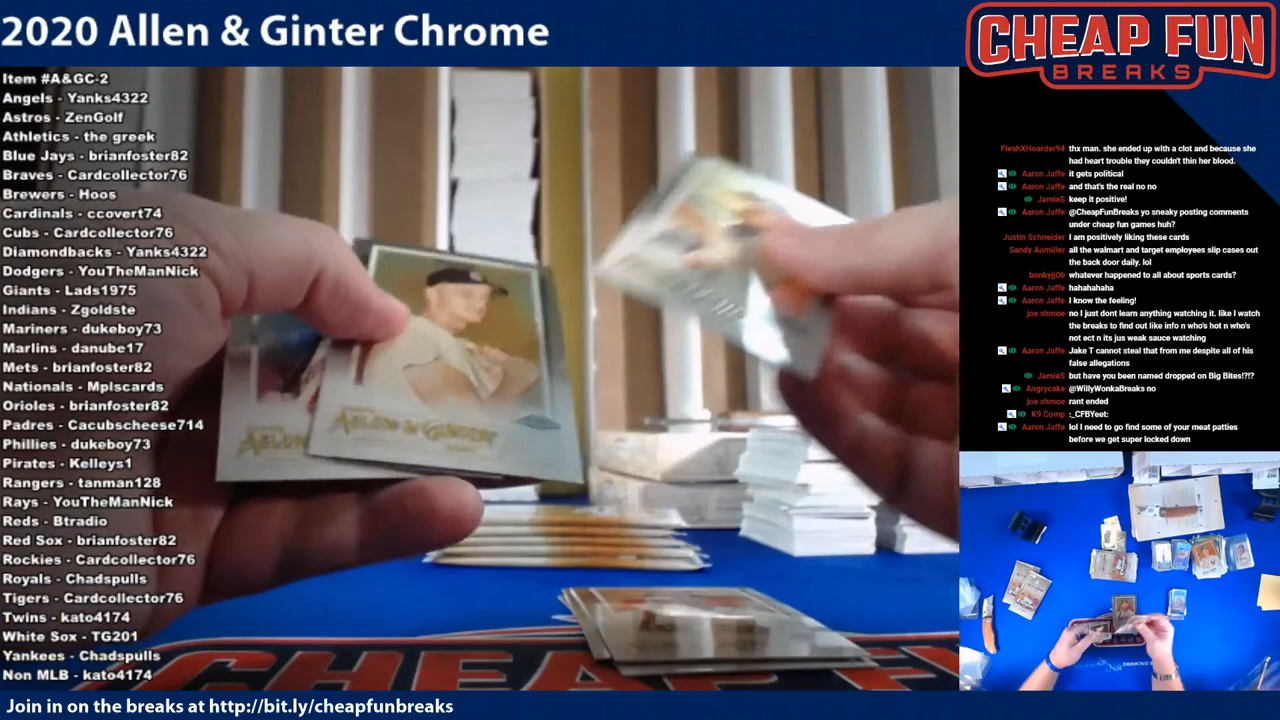 2020 Allen & Ginter Chrome
CHEAP FUN
BREAKS
Item #A&GC-2
Angels - Yanks4322
Astros - ZenGolf
Athletics - the greek
Blue Jays - brianfoster82
Braves - Cardcollector76
Brewers - Hoos
Cardinals - ccovert74
Cubs - Cardcollector76
Diamondbacks - Yanks4322
Dodgers - YouTheManNick
Giants - Lads1975
Indians - Zgoldste
Mariners - dukeboy73
Marlins - danube17
Mets - brianfoster82
Nationals - Mplscards
Orioles - brianfoster82
Padres - Cacubscheese714
Phillies - dukeboy73
Pirates - Kelleys1
Rangers - tanman128
Rays - YouTheManNick
Reds - Btradio
Red Sox - brianfoster82
Rockies - Cardcollector76
Royals - Chadspulls
Tigers - Cardcollector76
Twins - kato4174
White Sox - TG201
Yankees - Chadspulls
Non MLB - kato4174
ALLEN & GINTER
CHEAP FU
FleshXHoarder94 thx man. she ended up with a clot and because she
had heart trouble they couldn't thin her blood.
Aaron Jaffe it gets political
Aaron Jaffe and that's the real no no
JamieS keep it positive!
Aaron Jaffe @CheapFunBreaks yo sneaky posting comments
under cheap fun games huh?
Justin Schneider I am positively liking these cards
Sandy Aumiller all the walmart and target employees slip cases out
the back door daily. lol
bonkyjj06 whatever happened to all about sports cards?
Aaron Jaffe hahahahaha
Aaron Jaffe I know the feeling!
joe shmoe no I just dont learn anything watching it. like I watch
the breaks to find out like info n who's hot n who's
not ect n its jus weak sauce watching
Aaron Jaffe Jake T cannot steal that from me despite all of his
false allegations
JamieS but have you been named dropped on Big Bites!?!?
Angrycake @WillyWonkaBreaks no
joe shmoe rant ended
K9 Comp :_CFBYeet:
Aaron Jaffe lol I need to go find some of your meat patties
before we get super locked down
Join in on the breaks at http://bit.ly/cheapfunbreaks